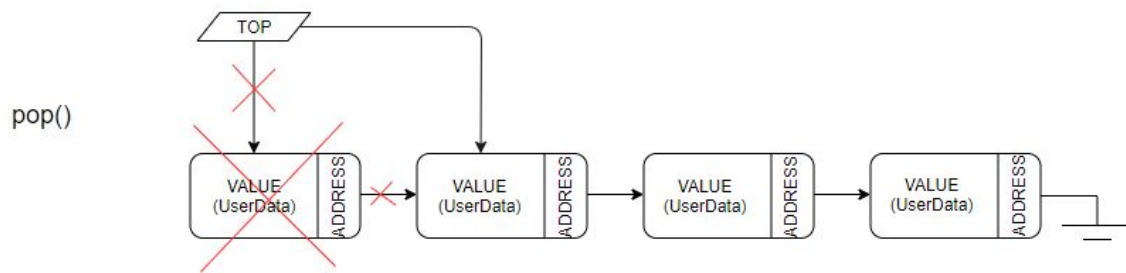 TOP
pop()
VALUE
(UserData)
ADDRESS
VALUE
(UserData)
ADDRESS
VALUE
(UserData)
ADDRESS
VALUE
(UserData)
ADDRESS